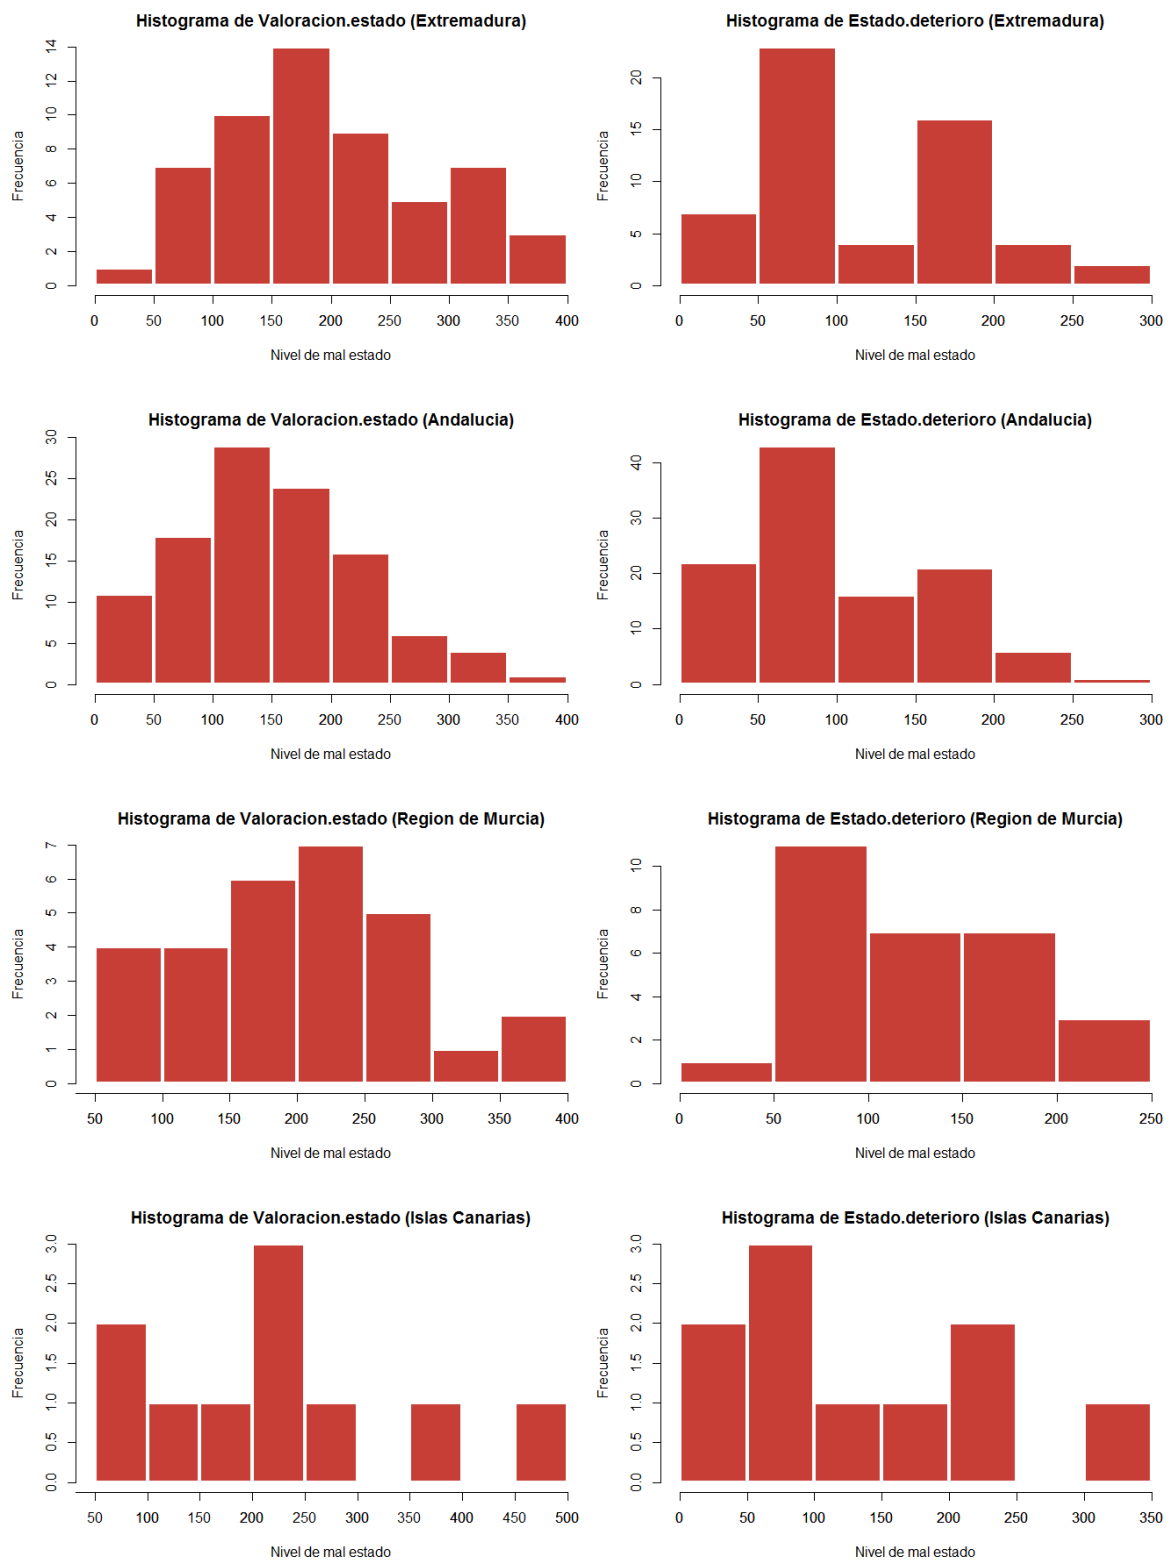 Histograma de Valoracion.estado (Extremadura)
Frecuencia
0 2 4 6 8 10 12 14
0 50 100 150 200 250 300 350 400
Nivel de mal estado
Histograma de Estado.deterioro (Extremadura)
Frecuencia
0 5 10 15 20
0 50 100 150 200 250 300
Nivel de mal estado
Histograma de Valoracion.estado (Andalucia)
Frecuencia
0 5 10 15 20 25 30
0 50 100 150 200 250 300 350 400
Nivel de mal estado
Histograma de Estado.deterioro (Andalucia)
Frecuencia
0 10 20 30 40
0 50 100 150 200 250 300
Nivel de mal estado
Histograma de Valoracion.estado (Region de Murcia)
Frecuencia
0 1 2 3 4 5 6 7
50 100 150 200 250 300 350 400
Nivel de mal estado
Histograma de Estado.deterioro (Region de Murcia)
Frecuencia
0 2 4 6 8 10
0 50 100 150 200 250
Nivel de mal estado
Histograma de Valoracion.estado (Islas Canarias)
Frecuencia
0.0 0.5 1.0 1.5 2.0 2.5 3.0
50 100 150 200 250 300 350 400 450 500
Nivel de mal estado
Histograma de Estado.deterioro (Islas Canarias)
Frecuencia
0.0 0.5 1.0 1.5 2.0 2.5 3.0
0 50 100 150 200 250 300 350
Nivel de mal estado